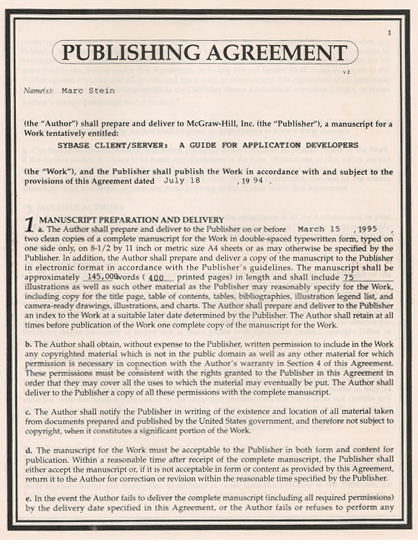 1
PUBLISHING AGREEMENT
v2
Name(s): Marc Stein
(the "Author") shall prepare and deliver to McGraw-Hill, Inc. (the "Publisher"), a manuscript for a
Work tentatively entitled:
SYBASE CLIENT/SERVER: A GUIDE FOR APPLICATION DEVELOPERS
(the "Work"), and the Publisher shall publish the Work in accordance with and subject to the
provisions of this Agreement dated July 18 ,1994 .
1 MANUSCRIPT PREPARATION AND DELIVERY
a. The Author shall prepare and deliver to the Publisher on or before March 15 ,1995 ,
two clean copies of a complete manuscript for the Work in double-spaced typewritten form, typed on
one side only, on 8-1/2 by 11 inch or metric size A4 sheets or as may otherwise be specified by the
Publisher. In addition, the Author shall prepare and deliver a copy of the manuscript to the Publisher
in electronic format in accordance with the Publisher's guidelines. The manuscript shall be
approximately 145,000words ( 400 printed pages) in length and shall include 75
illustrations as well as such other material as the Publisher may reasonably specify for the Work,
including copy for the title page, table of contents, tables, bibliographies, illustration legend list, and
camera-ready drawings, illustrations, and charts. The Author shall prepare and deliver to the Publisher
an index to the Work at a suitable later date determined by the Publisher. The Author shall retain at all
times before publication of the Work one complete copy of the manuscript for the Work.
b. The Author shall obtain, without expense to the Publisher, written permission to include in the Work
any copyrighted material which is not in the public domain as well as any other material for which
permission is necessary in connection with the Author's warranty in Section 4 of this Agreement.
These permissions must be consistent with the rights granted to the Publisher in this Agreement in
order that they may cover all the uses to which the material may eventually be put. The Author shall
deliver to the Publisher a copy of all these permissions with the complete manuscript.
c. The Author shall notify the Publisher in writing of the existence and location of all material taken
from documents prepared and published by the United States government, and therefore not subject to
copyright, when it constitutes a significant portion of the Work.
d. The manuscript for the Work must be acceptable to the Publisher in both form and content for
publication. Within a reasonable time after receipt of the complete manuscript, the Publisher shall
either accept the manuscript or, if it is not acceptable in form or content as provided by this Agreement,
return it to the Author for correction or revision within the reasonable time specified by the Publisher.
e. In the event the Author fails to deliver the complete manuscript (including all required permissions)
by the delivery date specified in this Agreement, or the Author fails or refuses to perform any